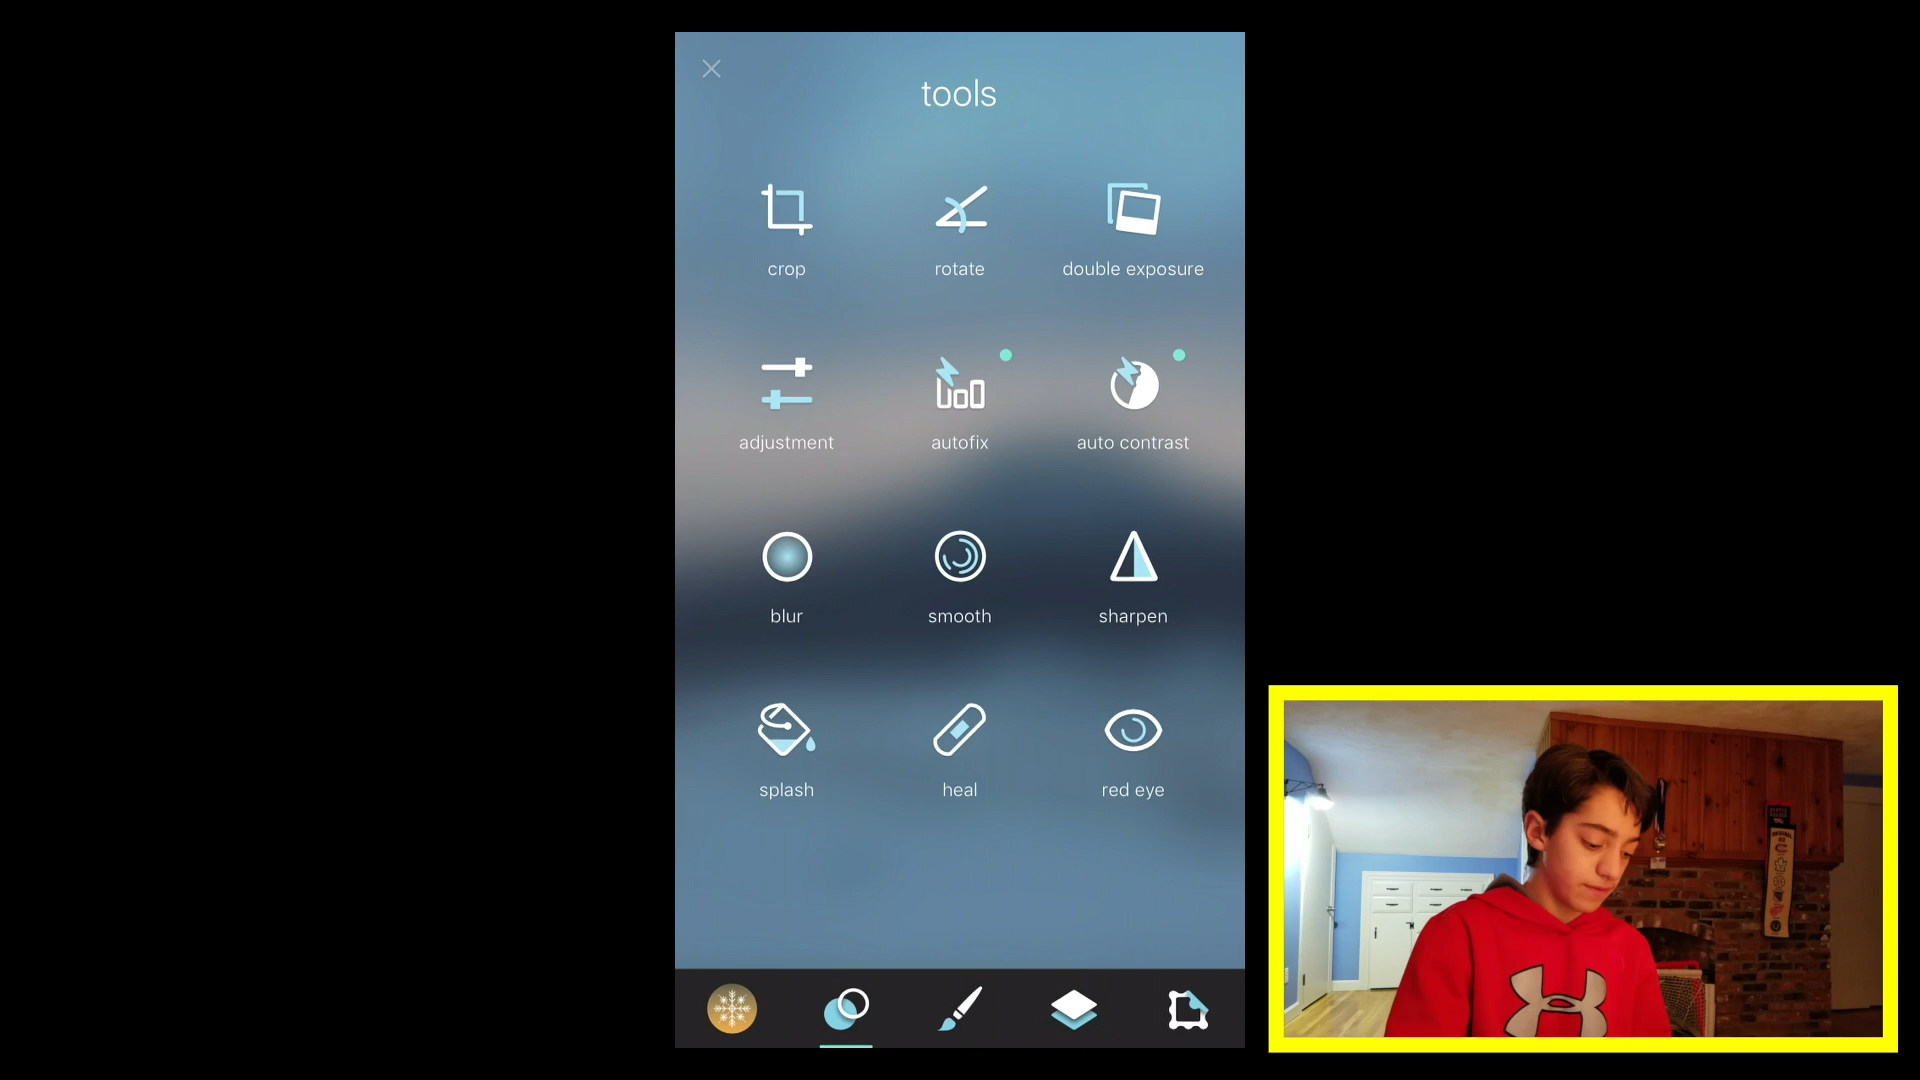 tools
crop
rotate
double exposure
adjustment
autofix
auto contrast
blur
smooth
sharpen
splash
heal
red eye